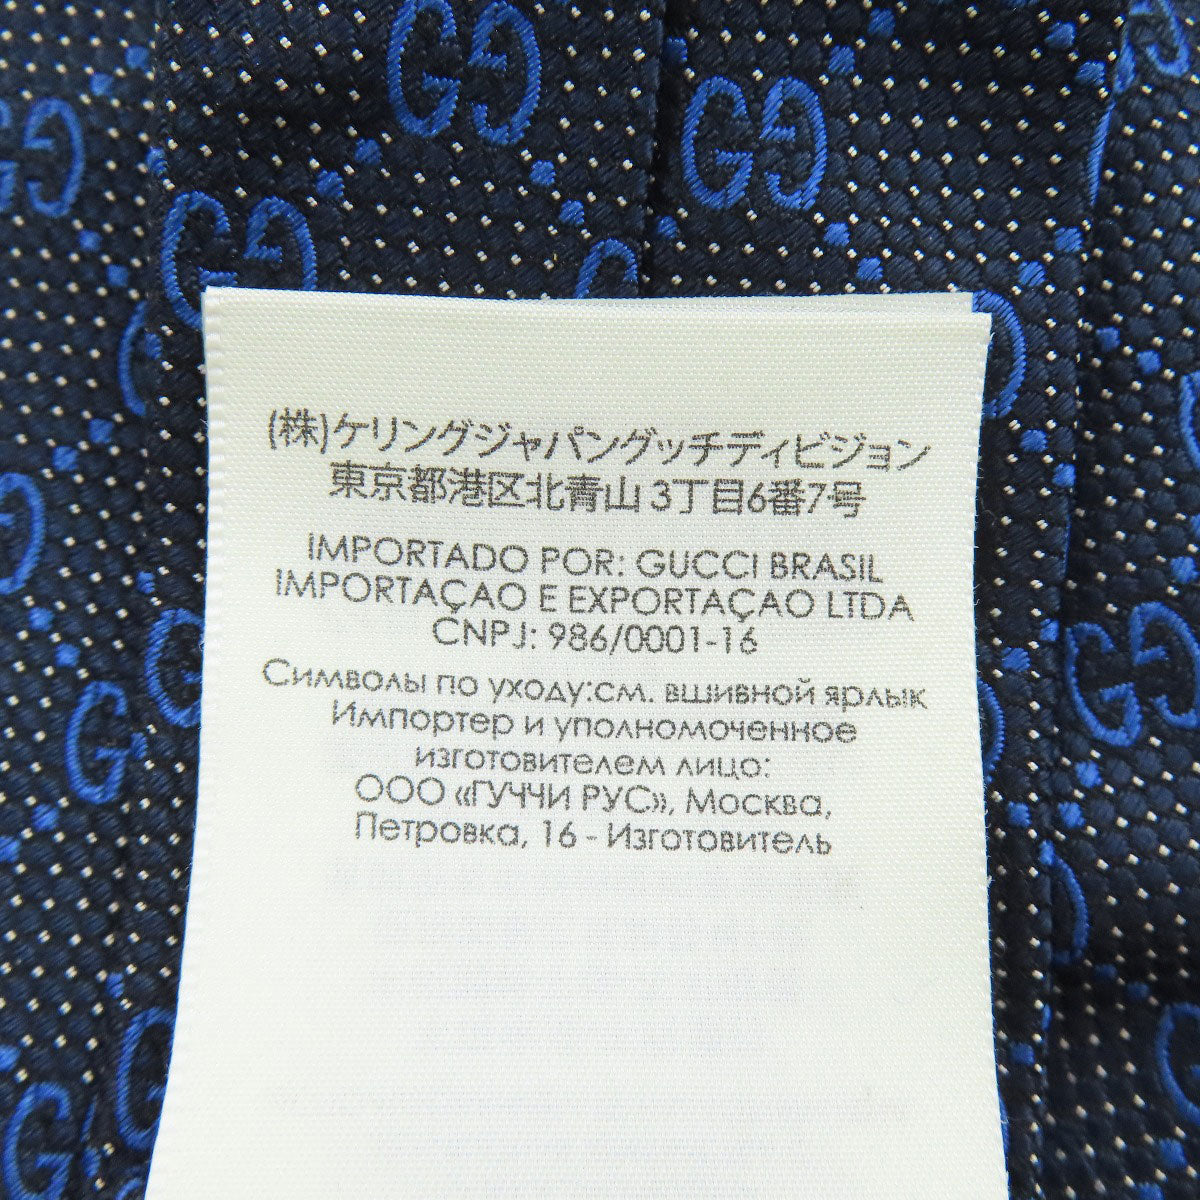 (株)ケリングジャパングッチディビジョン
東京都港区北青山 3丁目6番7号
IMPORTADO POR: GUCCI BRASIL
IMPORTAÇAO E EXPORTAÇAO LTDA
CNPJ: 986/0001-16
Символы по уходу:см. вшивной ярлык
Импортер и уполномоченное
изготовителем лицо:
ООО «ГУЧЧИ РУС», Москва,
Петровка, 16 - Изготовитель